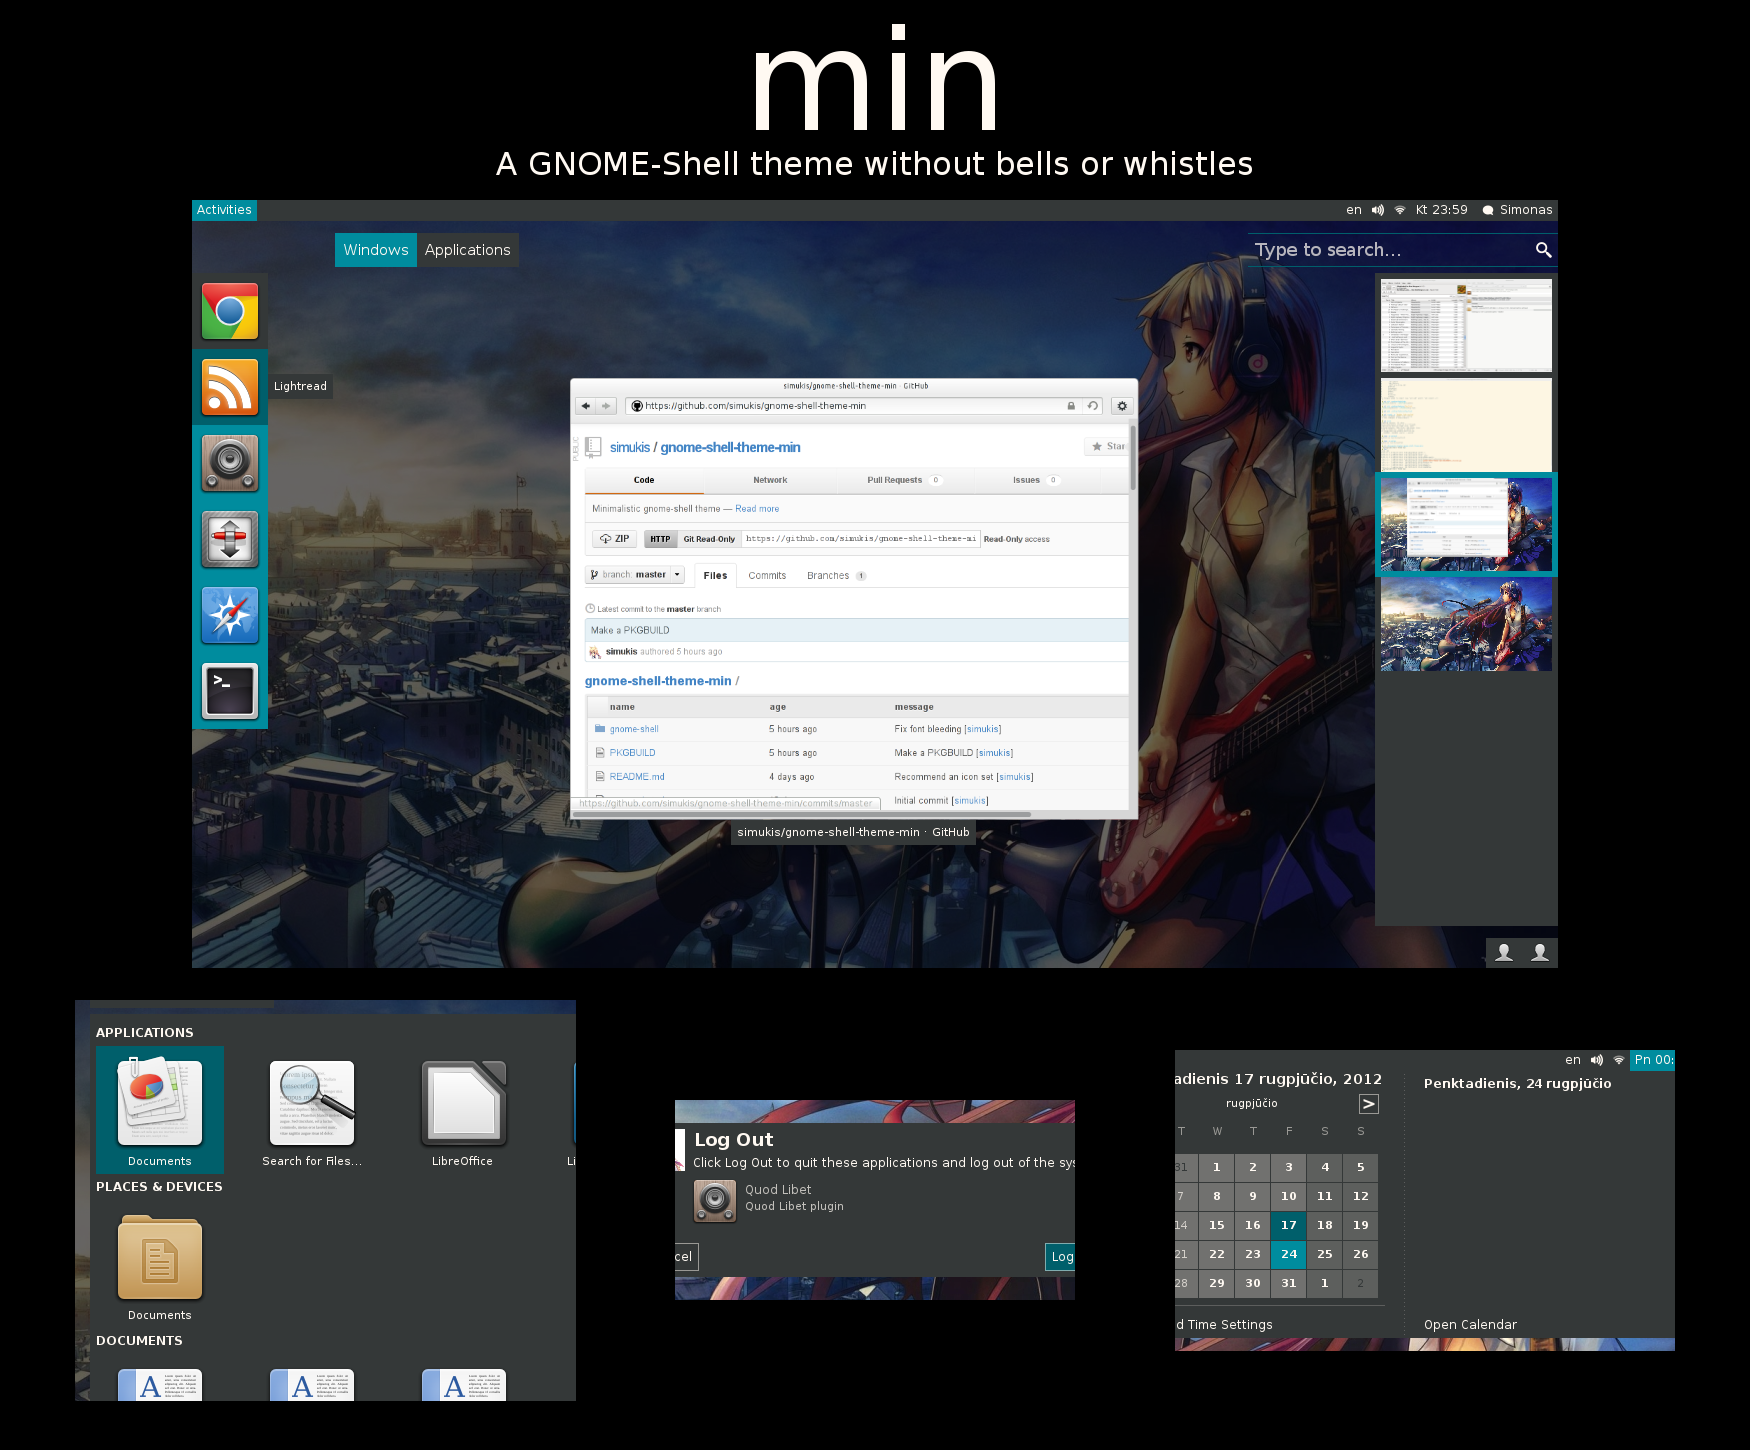 min
A GNOME-Shell theme without bells or whistles
Activities
en Kt 23:59 Simonas
Windows Applications
Type to search...
Lightread
simukis/gnome-shell-theme-min · GitHub
https://github.com/simukis/gnome-shell-theme-min
PUBLIC
simukis / gnome-shell-theme-min
Star
Code Network Pull Requests 0 Issues 0
Minimalistic gnome-shell theme — Read more
ZIP HTTP Git Read-Only https://github.com/simukis/gnome-shell-theme-mi Read-Only access
branch: master Files Commits Branches 1
Latest commit to the master branch
Make a PKGBUILD
simukis authored 5 hours ago
gnome-shell-theme-min /
name age message
gnome-shell 5 hours ago Fix font bleeding [simukis]
PKGBUILD 5 hours ago Make a PKGBUILD [simukis]
README.md 4 days ago Recommend an icon set [simukis]
Initial commit [simukis]
https://github.com/simukis/gnome-shell-theme-min/commits/master
simukis/gnome-shell-theme-min · GitHub
APPLICATIONS
Documents Search for Files... LibreOffice Li
PLACES & DEVICES
Documents
DOCUMENTS
A A A
Log Out
Click Log Out to quit these applications and log out of the sys
Quod Libet
Quod Libet plugin
cel
Log
en Pn 00:
adienis 17 rugpjūčio, 2012
rugpjūčio >
T W T F S S
31 1 2 3 4 5
7 8 9 10 11 12
14 15 16 17 18 19
21 22 23 24 25 26
28 29 30 31 1 2
d Time Settings
Penktadienis, 24 rugpjūčio
Open Calendar